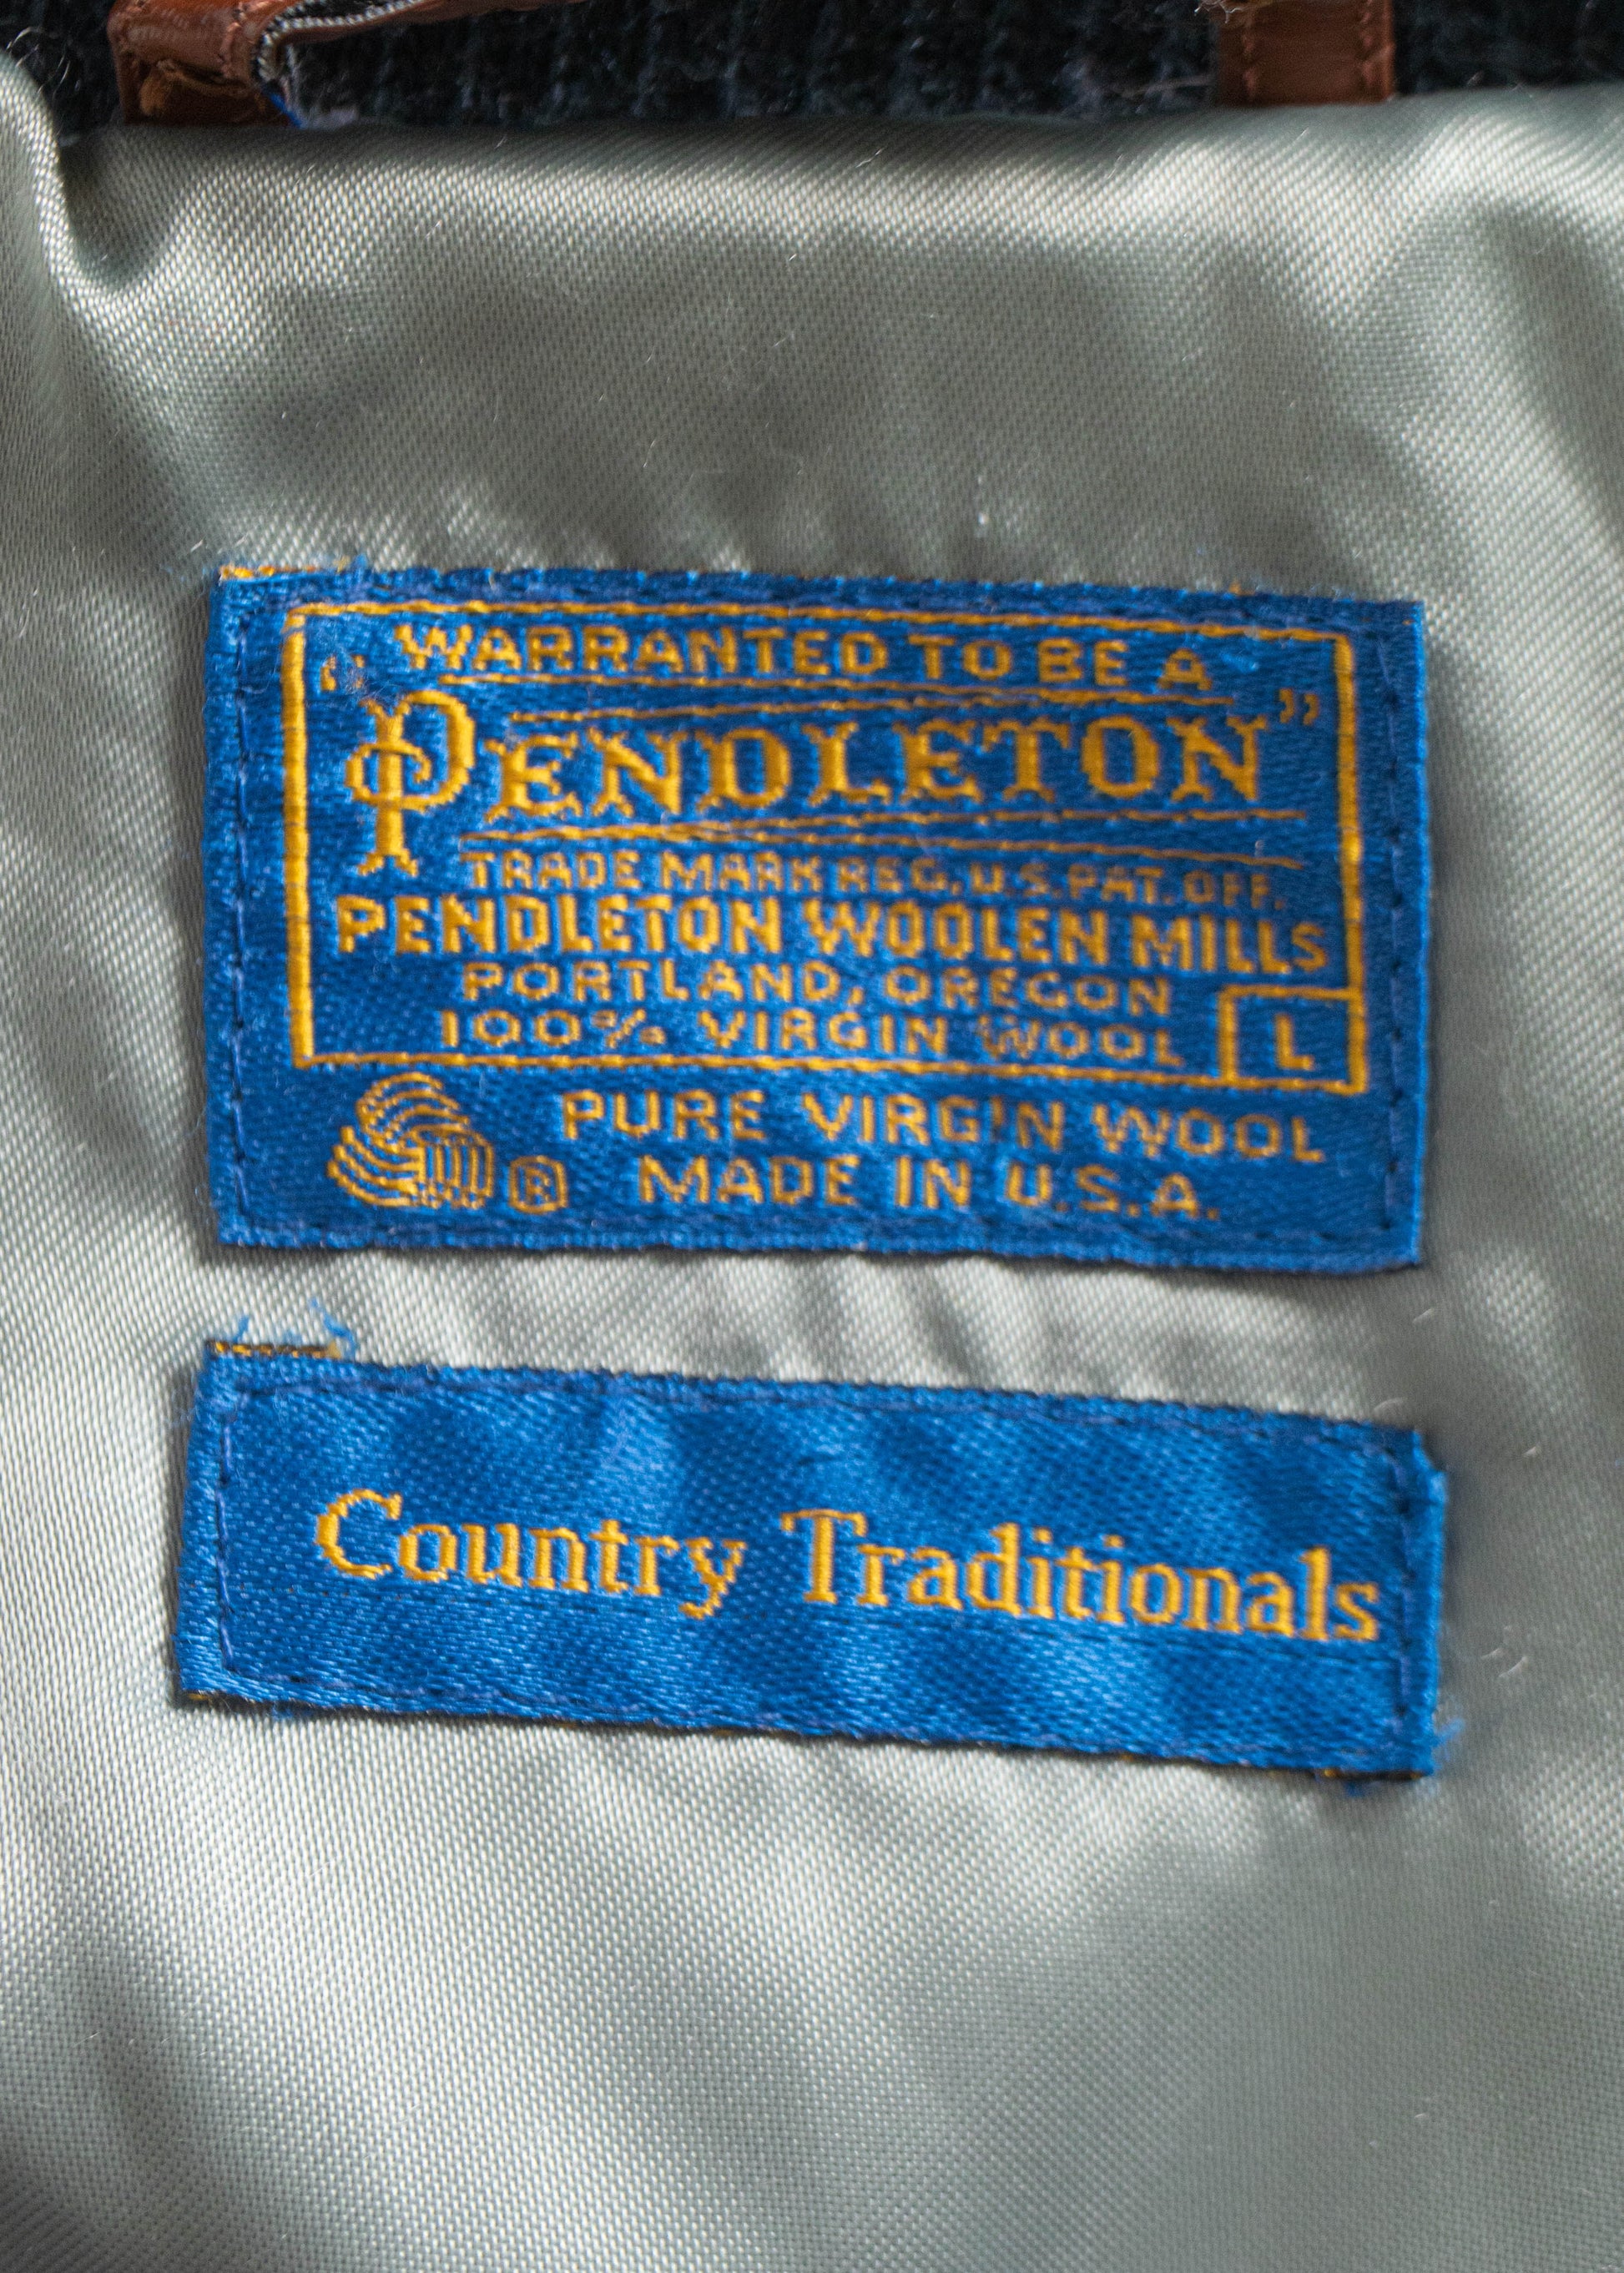 WARRANTED TO BE A
"PENDLETON"
TRADE MARK REG. U.S. PAT. OFF.
PENDLETON WOOLEN MILLS
PORTLAND, OREGON
100% VIRGIN WOOL L
PURE VIRGIN WOOL
® MADE IN U.S.A.
Country Traditionals